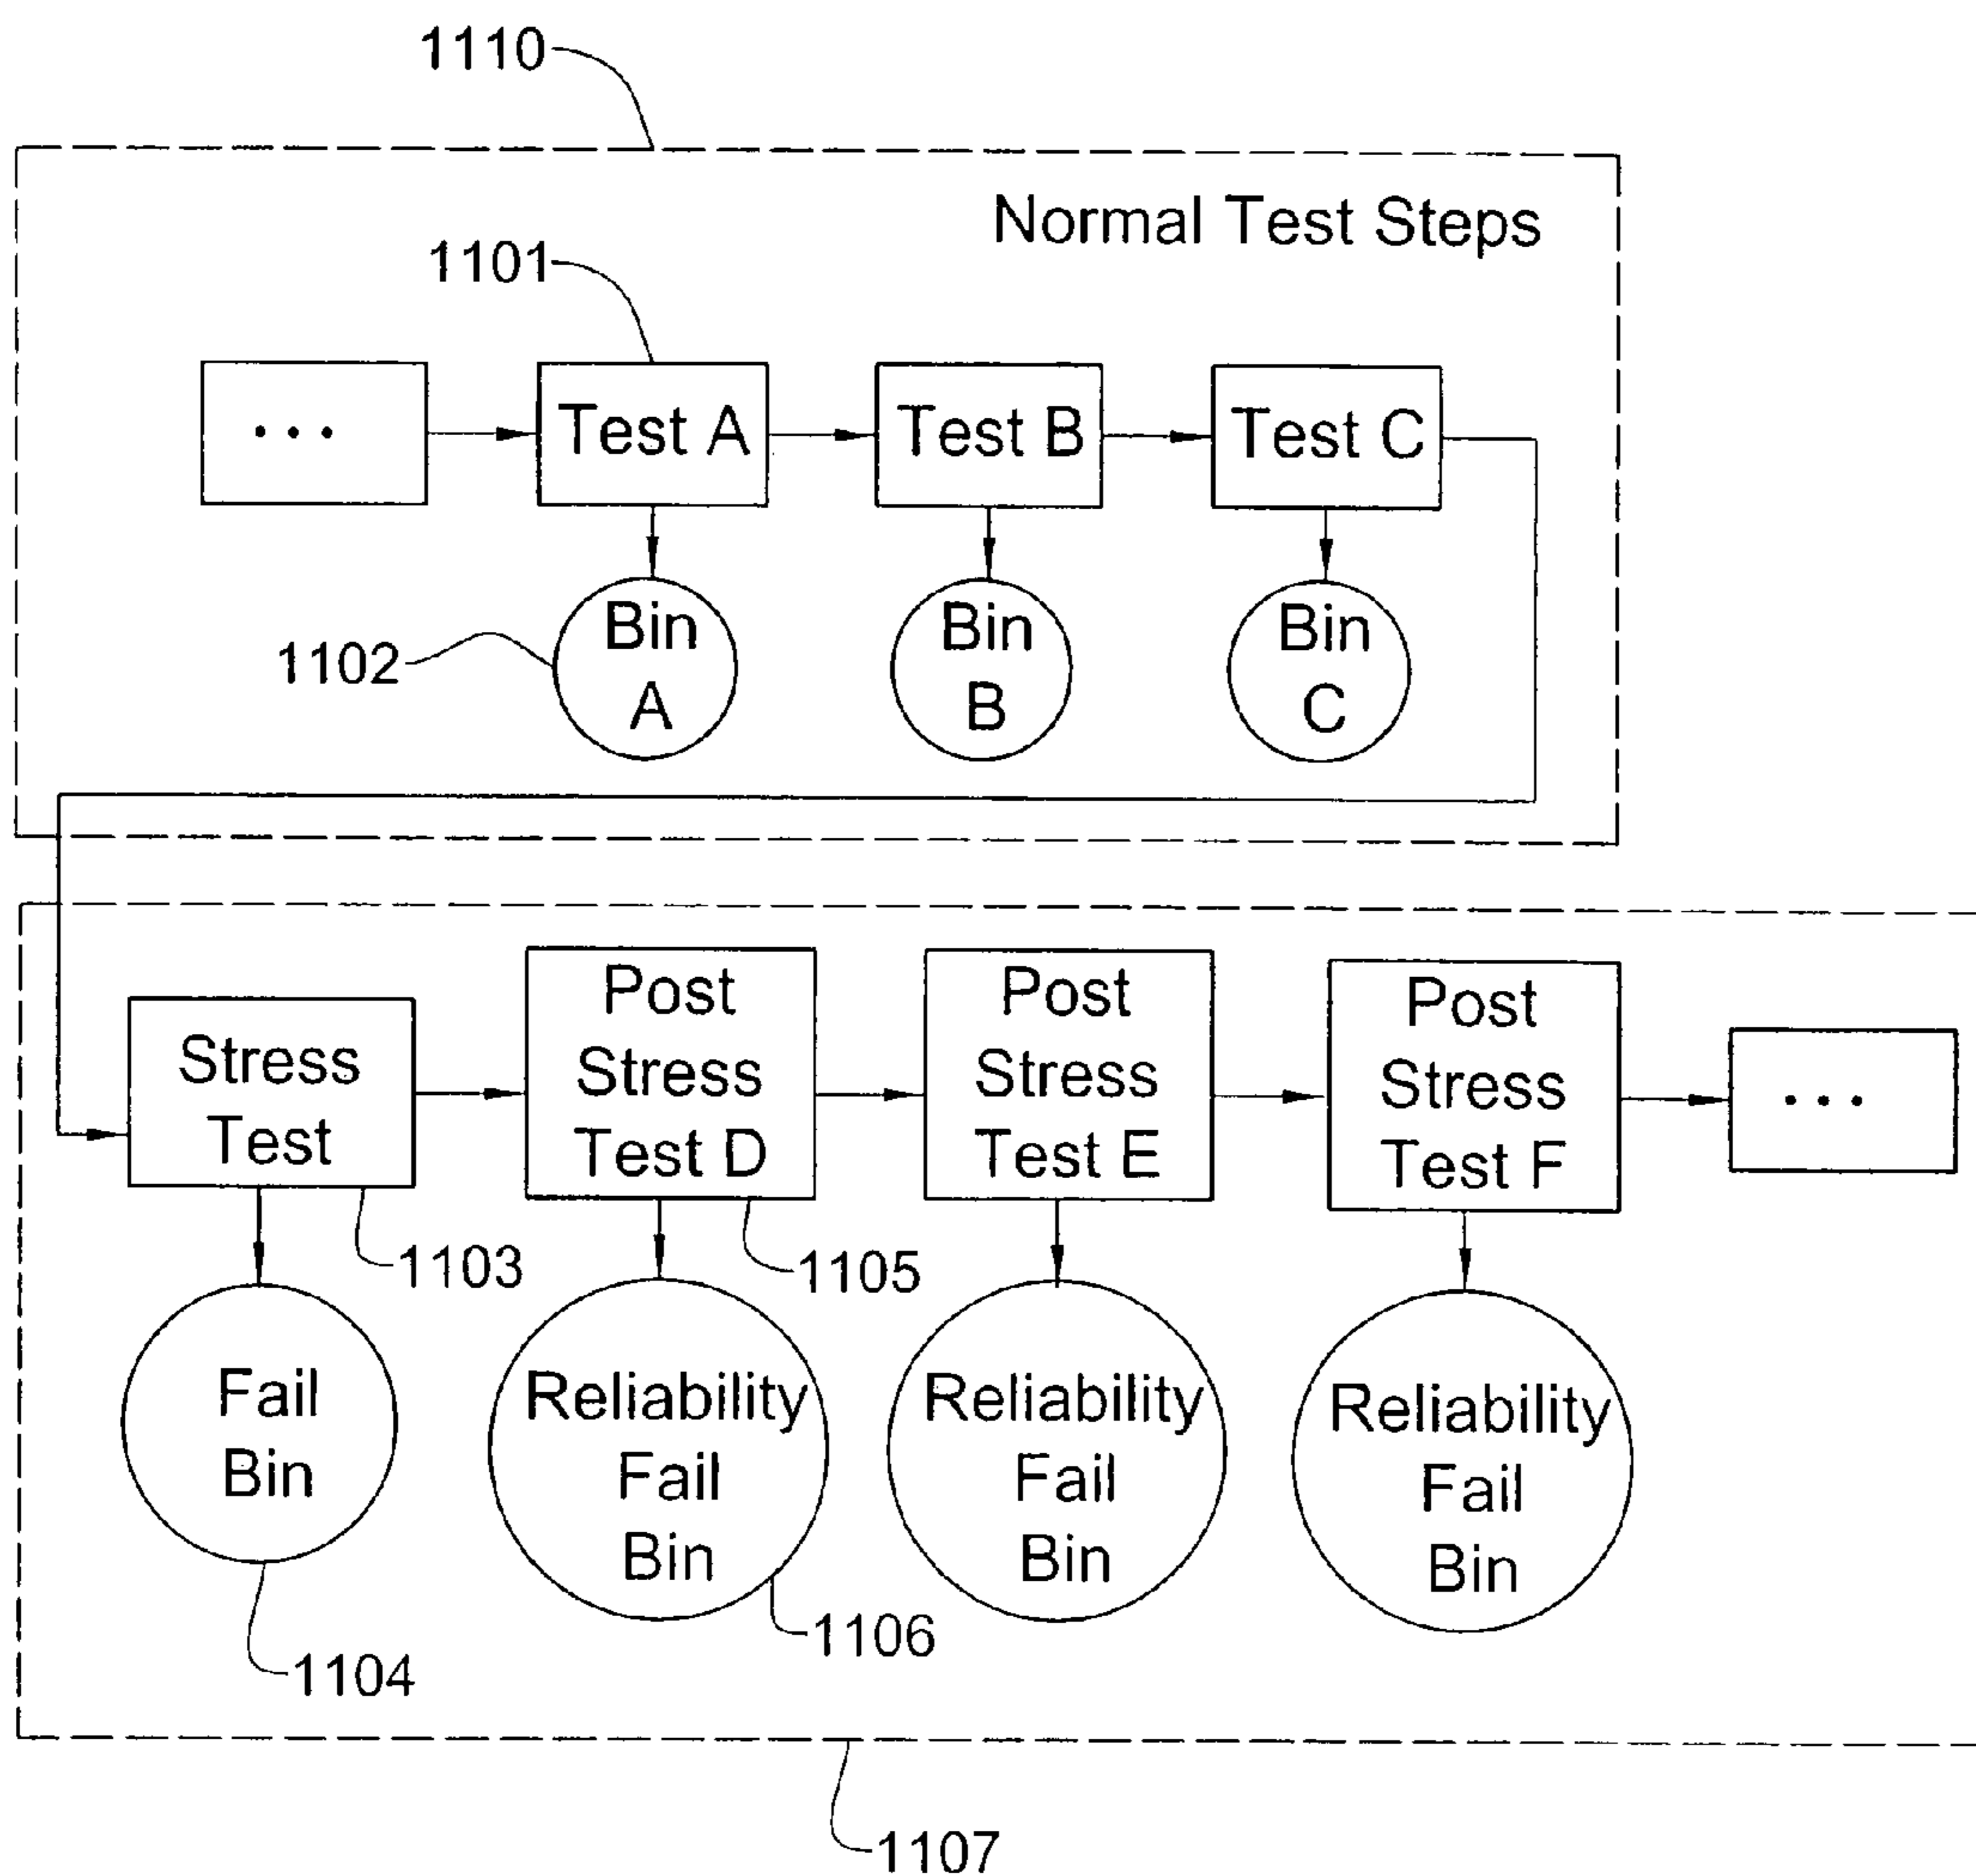 1110
Normal Test Steps
1101
...
Test A
Test B
Test C
1102
Bin
A
Bin
B
Bin
C
Stress
Test
Post
Stress
Test D
Post
Stress
Test E
Post
Stress
Test F
...
1103
1105
Fail
Bin
Reliability
Fail
Bin
Reliability
Fail
Bin
Reliability
Fail
Bin
1104
1106
1107